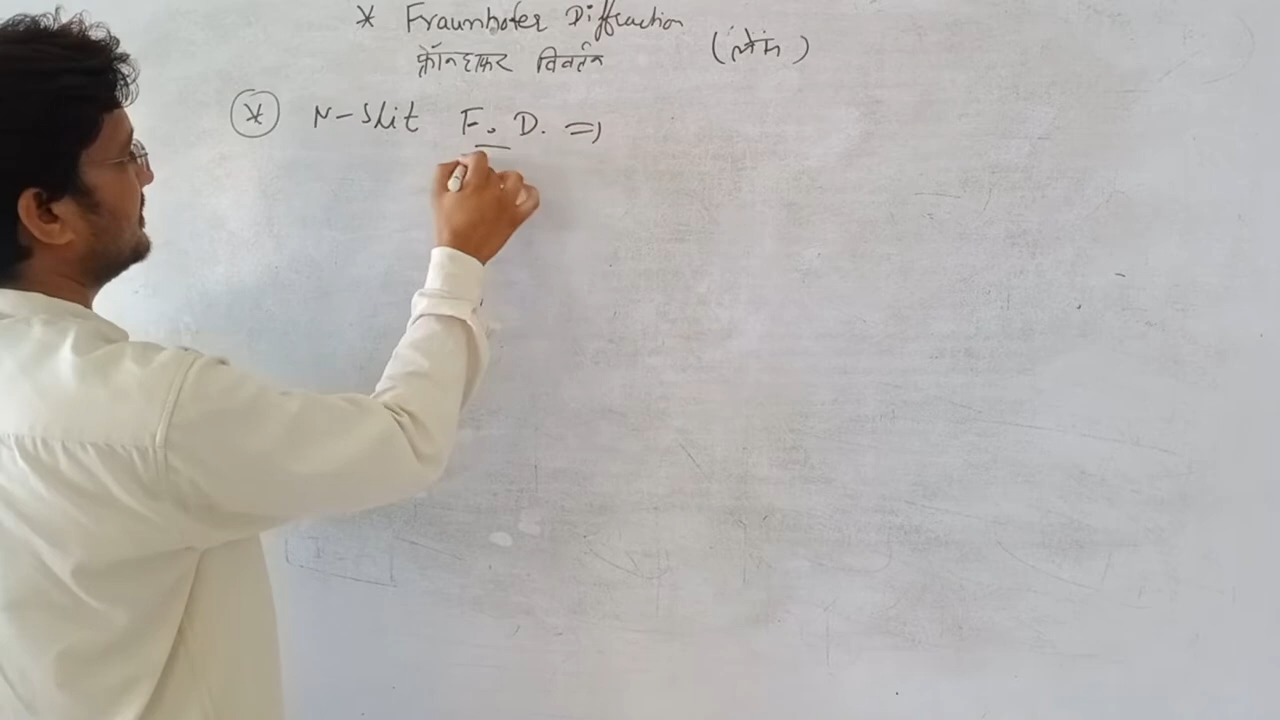 * Fraunhofer Diffraction
फ्रॉनहाफर विवर्तन
* N-Slit F. D. ⇒